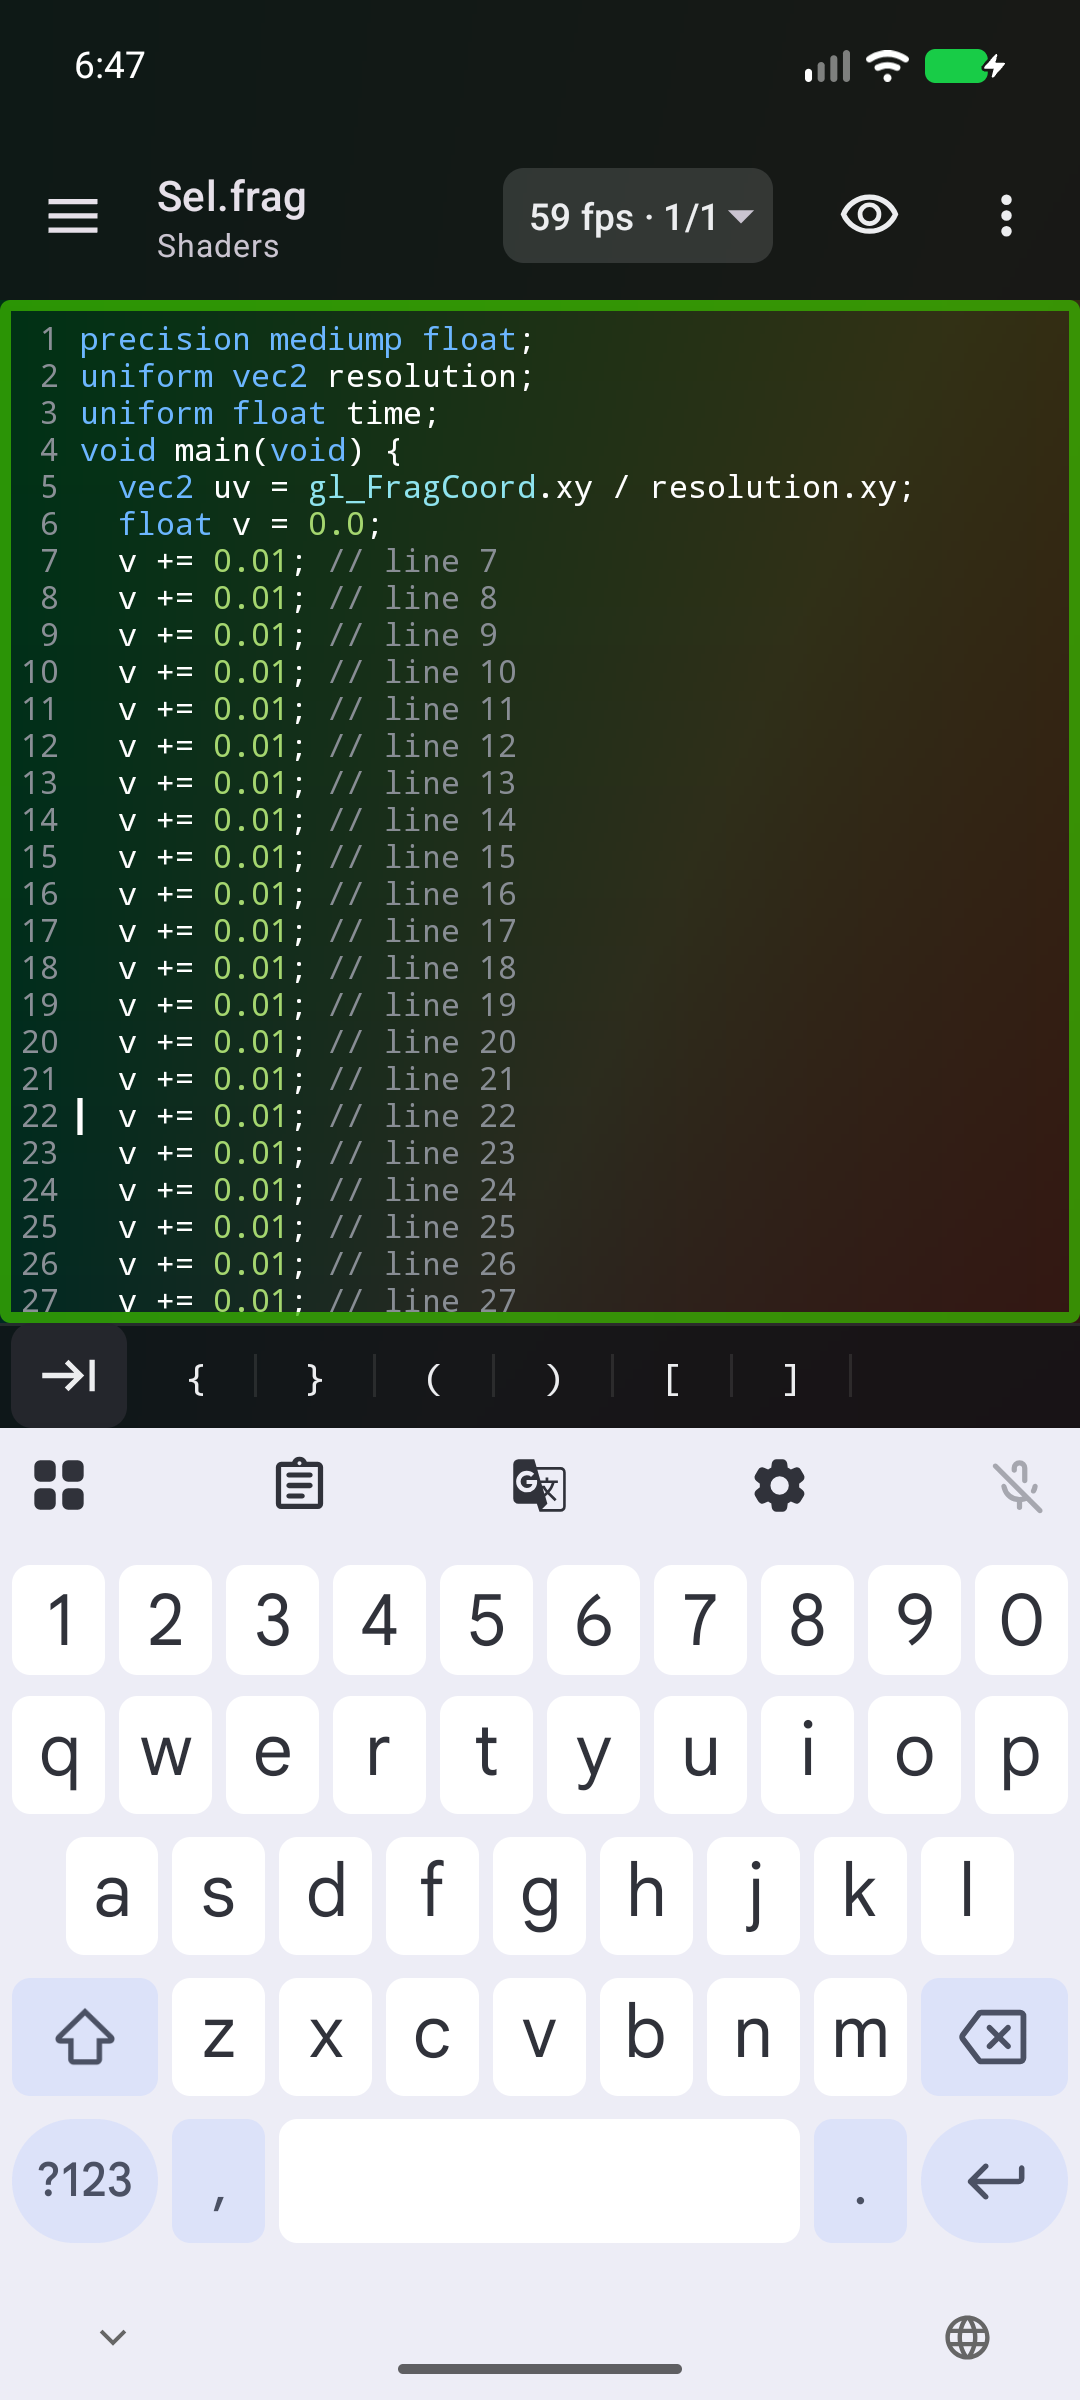 6:47
Sel.frag
Shaders
59 fps · 1/1
1 precision mediump float;
2 uniform vec2 resolution;
3 uniform float time;
4 void main(void) {
5   vec2 uv = gl_FragCoord.xy / resolution.xy;
6   float v = 0.0;
7   v += 0.01; // line 7
8   v += 0.01; // line 8
9   v += 0.01; // line 9
10   v += 0.01; // line 10
11   v += 0.01; // line 11
12   v += 0.01; // line 12
13   v += 0.01; // line 13
14   v += 0.01; // line 14
15   v += 0.01; // line 15
16   v += 0.01; // line 16
17   v += 0.01; // line 17
18   v += 0.01; // line 18
19   v += 0.01; // line 19
20   v += 0.01; // line 20
21   v += 0.01; // line 21
22   v += 0.01; // line 22
23   v += 0.01; // line 23
24   v += 0.01; // line 24
25   v += 0.01; // line 25
26   v += 0.01; // line 26
27   v += 0.01; // line 27
{ } ( ) [ ]
G 文
1 2 3 4 5 6 7 8 9 0
q w e r t y u i o p
a s d f g h j k l
z x c v b n m
?123 , .